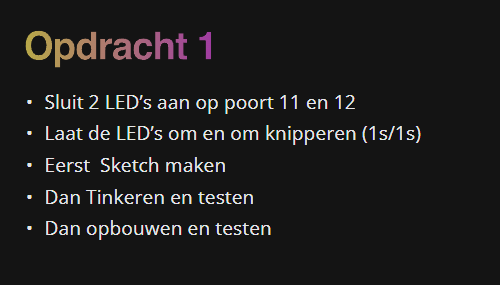 Opdracht 1
• Sluit 2 LED’s aan op poort 11 en 12
• Laat de LED’s om en om knipperen (1s/1s)
• Eerst  Sketch maken
• Dan Tinkeren en testen
• Dan opbouwen en testen